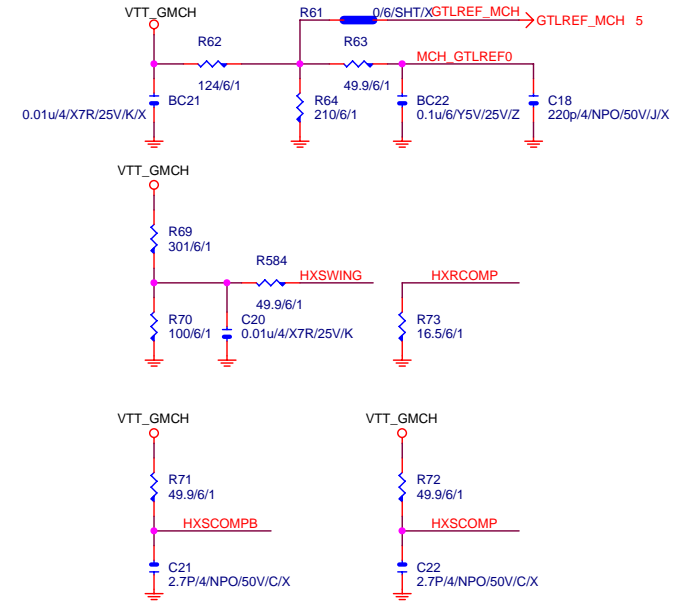 VTT_GMCH
R61
0/6/SHT/X
GTLREF_MCH
GTLREF_MCH 5
R62
R63
MCH_GTLREF0
124/6/1
49.9/6/1
BC21
0.01u/4/X7R/25V/K/X
R64
210/6/1
BC22
0.1u/6/Y5V/25V/Z
C18
220p/4/NPO/50V/J/X
VTT_GMCH
R69
301/6/1
R584
HXSWING
HXRCOMP
49.9/6/1
R70
100/6/1
C20
0.01u/4/X7R/25V/K
R73
16.5/6/1
VTT_GMCH
VTT_GMCH
R71
49.9/6/1
R72
49.9/6/1
HXSCOMPB
HXSCOMP
C21
2.7P/4/NPO/50V/C/X
C22
2.7P/4/NPO/50V/C/X